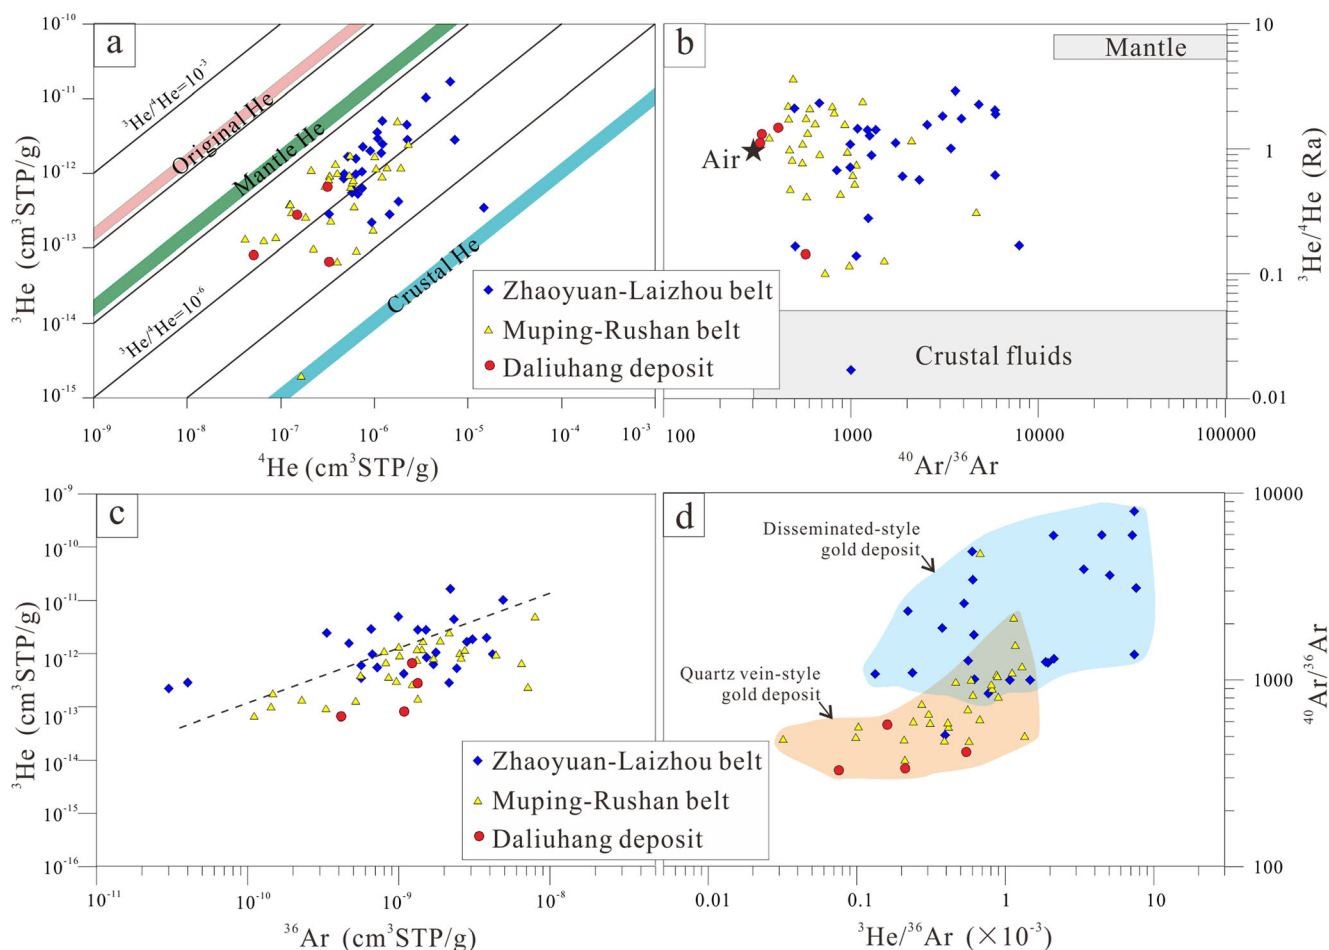 a
10⁻¹⁰
10⁻¹¹
10⁻¹²
10⁻¹³
10⁻¹⁴
10⁻¹⁵
³He (cm³STP/g)
³He/⁴He=10⁻³
Original He
Mantle He
³He/⁴He=10⁻⁶
Crustal He
10⁻⁹
10⁻⁸
10⁻⁷
10⁻⁶
10⁻⁵
10⁻⁴
10⁻³
⁴He (cm³STP/g)
b
Mantle
Air
Crustal fluids
10
1
0.1
0.01
³He/⁴He (Ra)
100
1000
10000
100000
⁴⁰Ar/³⁶Ar
Zhaoyuan-Laizhou belt
Muping-Rushan belt
Daliuhang deposit
c
10⁻⁹
10⁻¹⁰
10⁻¹¹
10⁻¹²
10⁻¹³
10⁻¹⁴
10⁻¹⁵
10⁻¹⁶
³He (cm³STP/g)
10⁻¹¹
10⁻¹⁰
10⁻⁹
10⁻⁸
³⁶Ar (cm³STP/g)
d
Disseminated-style
gold deposit
Quartz vein-style
gold deposit
10000
1000
100
⁴⁰Ar/³⁶Ar
0.01
0.1
1
10
³He/³⁶Ar (×10⁻³)
Zhaoyuan-Laizhou belt
Muping-Rushan belt
Daliuhang deposit